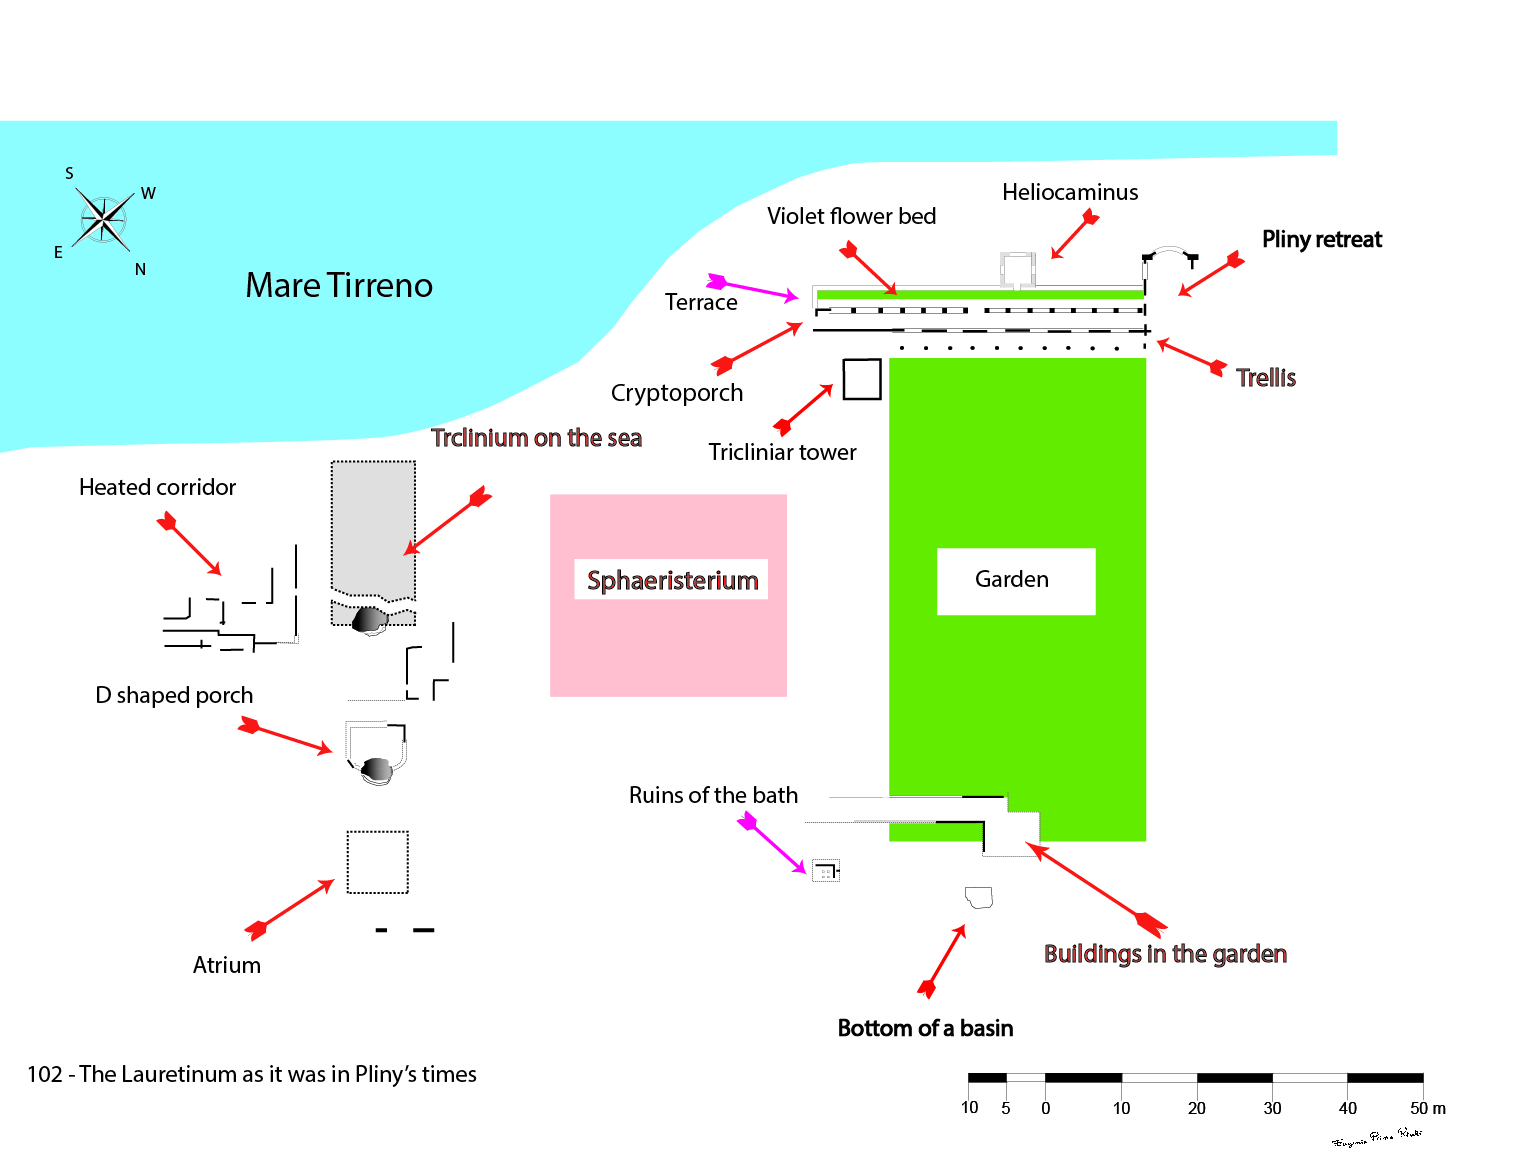 S
W
E
N
Mare Tirreno
Heliocaminus
Violet flower bed
Pliny retreat
Terrace
Cryptoporch
Trellis
Tricliniar tower
Trclinium on the sea
Heated corridor
Sphaeristerium
Garden
D shaped porch
Ruins of the bath
Atrium
Buildings in the garden
Bottom of a basin
102 - The Lauretinum as it was in Pliny's times
10 5 0 10 20 30 40 50 m